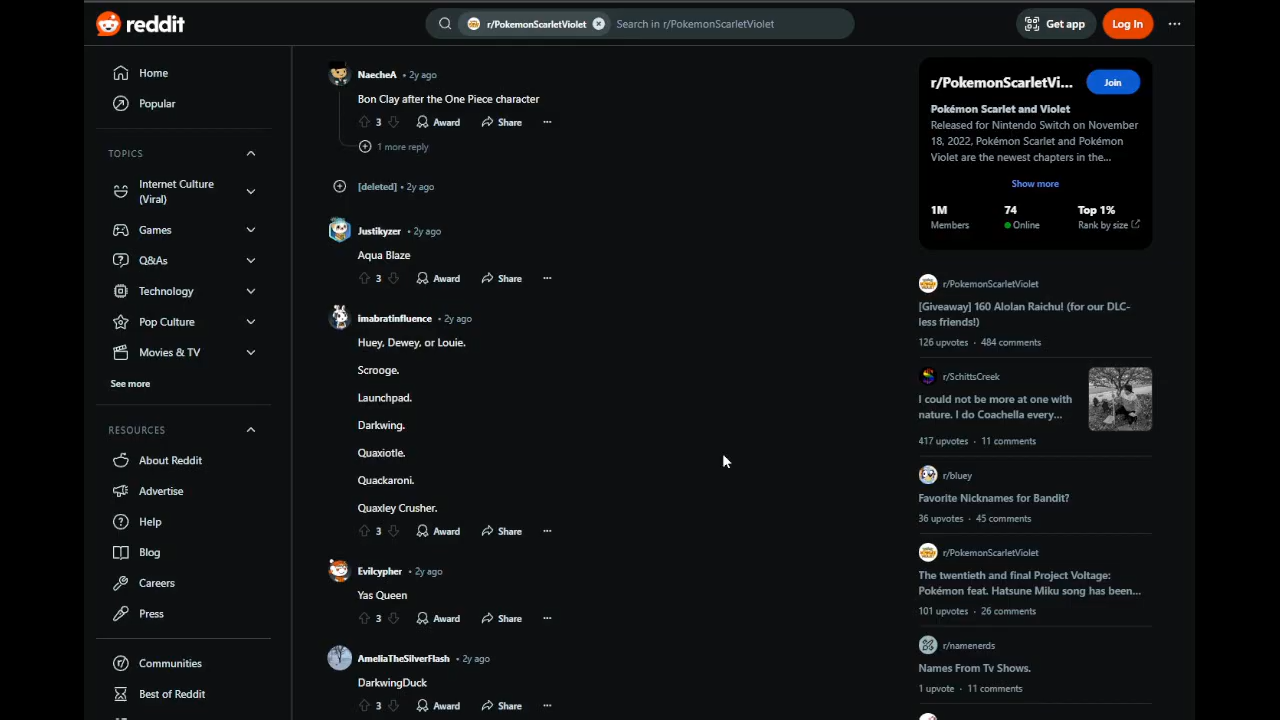 reddit
r/PokemonScarletViolet
Search in r/PokemonScarletViolet
Get app
Log In
Home
Popular
TOPICS
Internet Culture
(Viral)
Games
Q&As
Technology
Pop Culture
Movies & TV
See more
RESOURCES
About Reddit
Advertise
Help
Blog
Careers
Press
Communities
Best of Reddit
NaecheA • 2y ago
Bon Clay after the One Piece character
3 Award Share
1 more reply
[deleted] • 2y ago
Justikyzer • 2y ago
Aqua Blaze
3 Award Share
imabratinfluence • 2y ago
Huey, Dewey, or Louie.
Scrooge.
Launchpad.
Darkwing.
Quaxiotle.
Quackaroni.
Quaxley Crusher.
3 Award Share
Evilcypher • 2y ago
Yas Queen
3 Award Share
AmeliaTheSilverFlash • 2y ago
DarkwingDuck
3 Award Share
r/PokemonScarletVi...
Join
Pokémon Scarlet and Violet
Released for Nintendo Switch on November
18, 2022, Pokémon Scarlet and Pokémon
Violet are the newest chapters in the...
Show more
1M 74 Top 1%
Members Online Rank by size
r/PokemonScarletViolet
[Giveaway] 160 Alolan Raichu! (for our DLC-
less friends!)
126 upvotes · 484 comments
r/SchittsCreek
I could not be more at one with
nature. I do Coachella every...
417 upvotes · 11 comments
r/bluey
Favorite Nicknames for Bandit?
36 upvotes · 45 comments
r/PokemonScarletViolet
The twentieth and final Project Voltage:
Pokémon feat. Hatsune Miku song has been...
101 upvotes · 26 comments
r/namenerds
Names From Tv Shows.
1 upvote · 11 comments